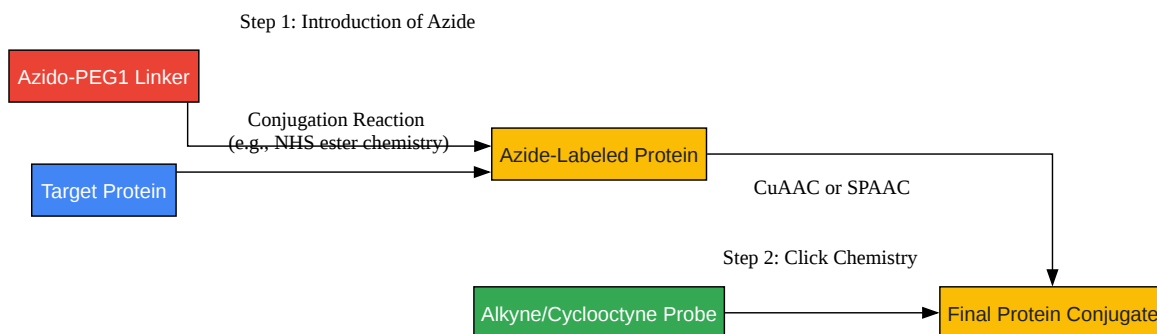 Step 1: Introduction of Azide
Azido-PEG1 Linker
Conjugation Reaction
(e.g., NHS ester chemistry)
Azide-Labeled Protein
Target Protein
CuAAC or SPAAC
Step 2: Click Chemistry
Alkyne/Cyclooctyne Probe
Final Protein Conjugate